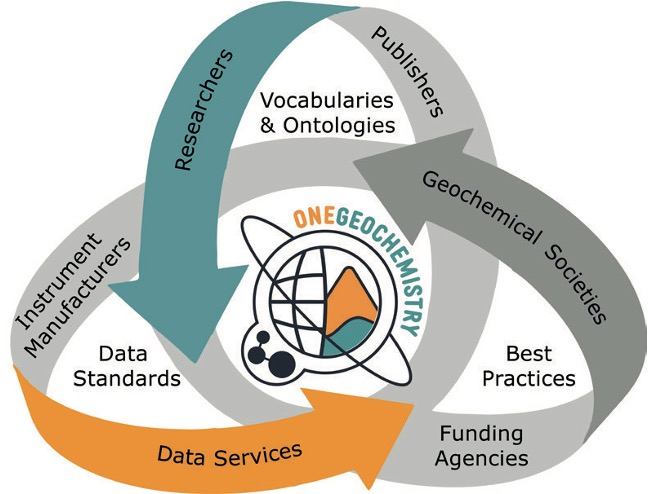 Researchers
Publishers
Vocabularies
& Ontologies
Geochemical Societies
ONEGEOCHEMISTRY
Instrument
Manufacturers
Data
Standards
Best
Practices
Data Services
Funding
Agencies